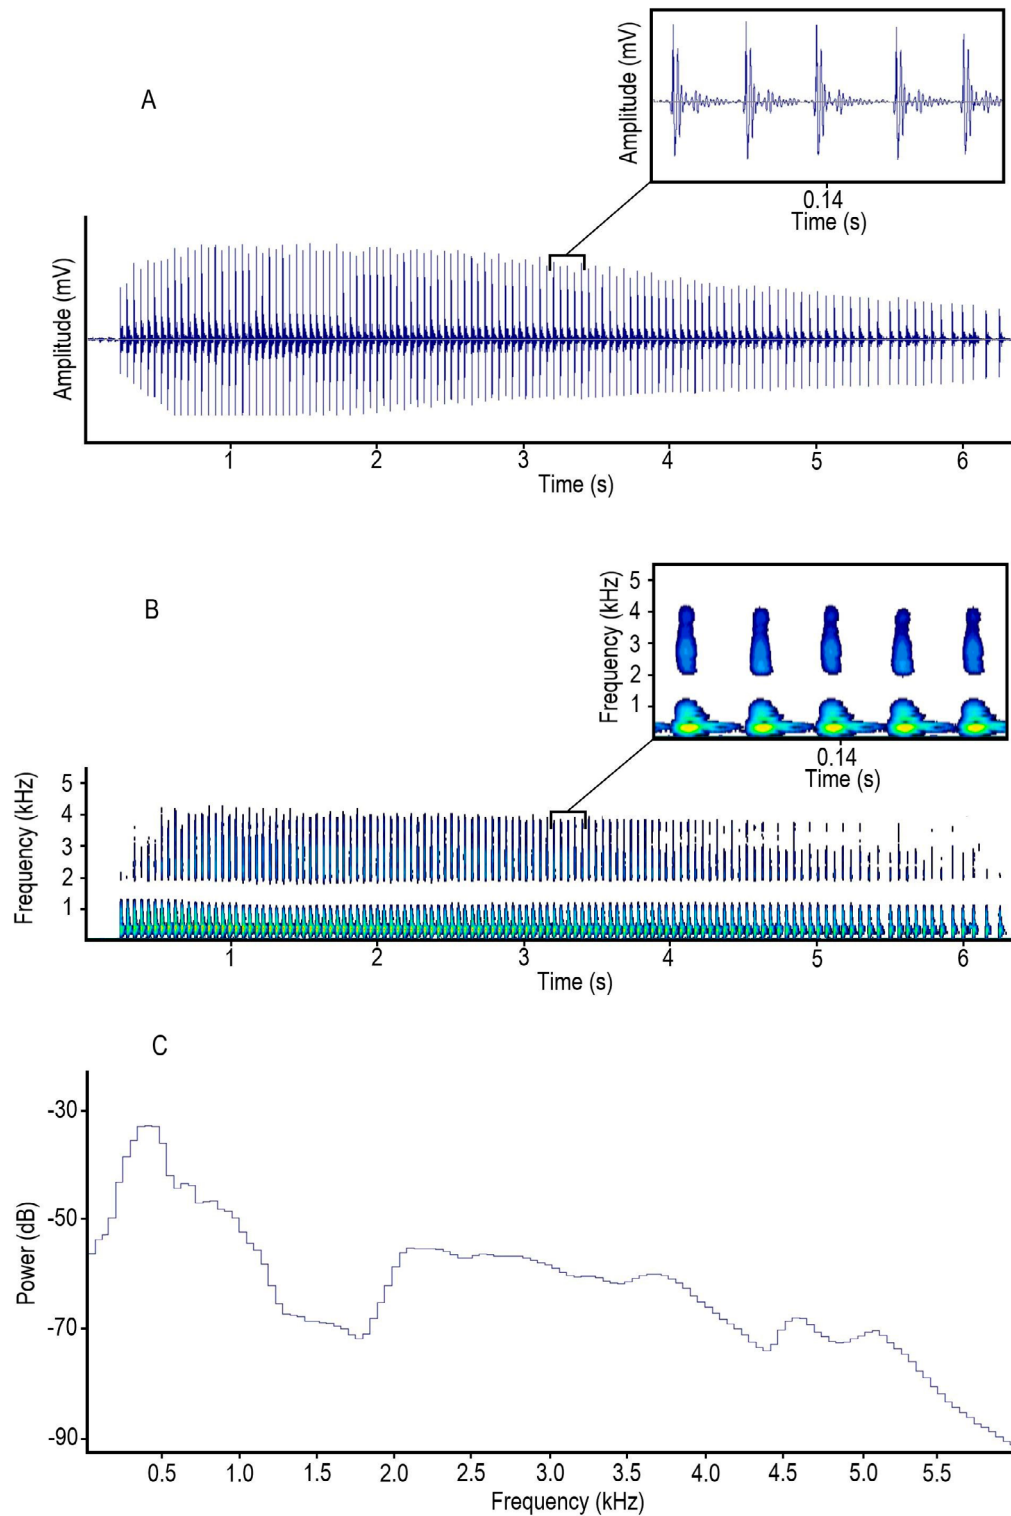 A
Amplitude (mV)
0.14
Time (s)
Amplitude (mV)
1 2 3 4 5 6
Time (s)
B
Frequency (kHz)
5
4
3
2
1
0.14
Time (s)
Frequency (kHz)
5
4
3
2
1
1 2 3 4 5 6
Time (s)
C
Power (dB)
-30
-50
-70
-90
0.5 1.0 1.5 2.0 2.5 3.0 3.5 4.0 4.5 5.0 5.5
Frequency (kHz)